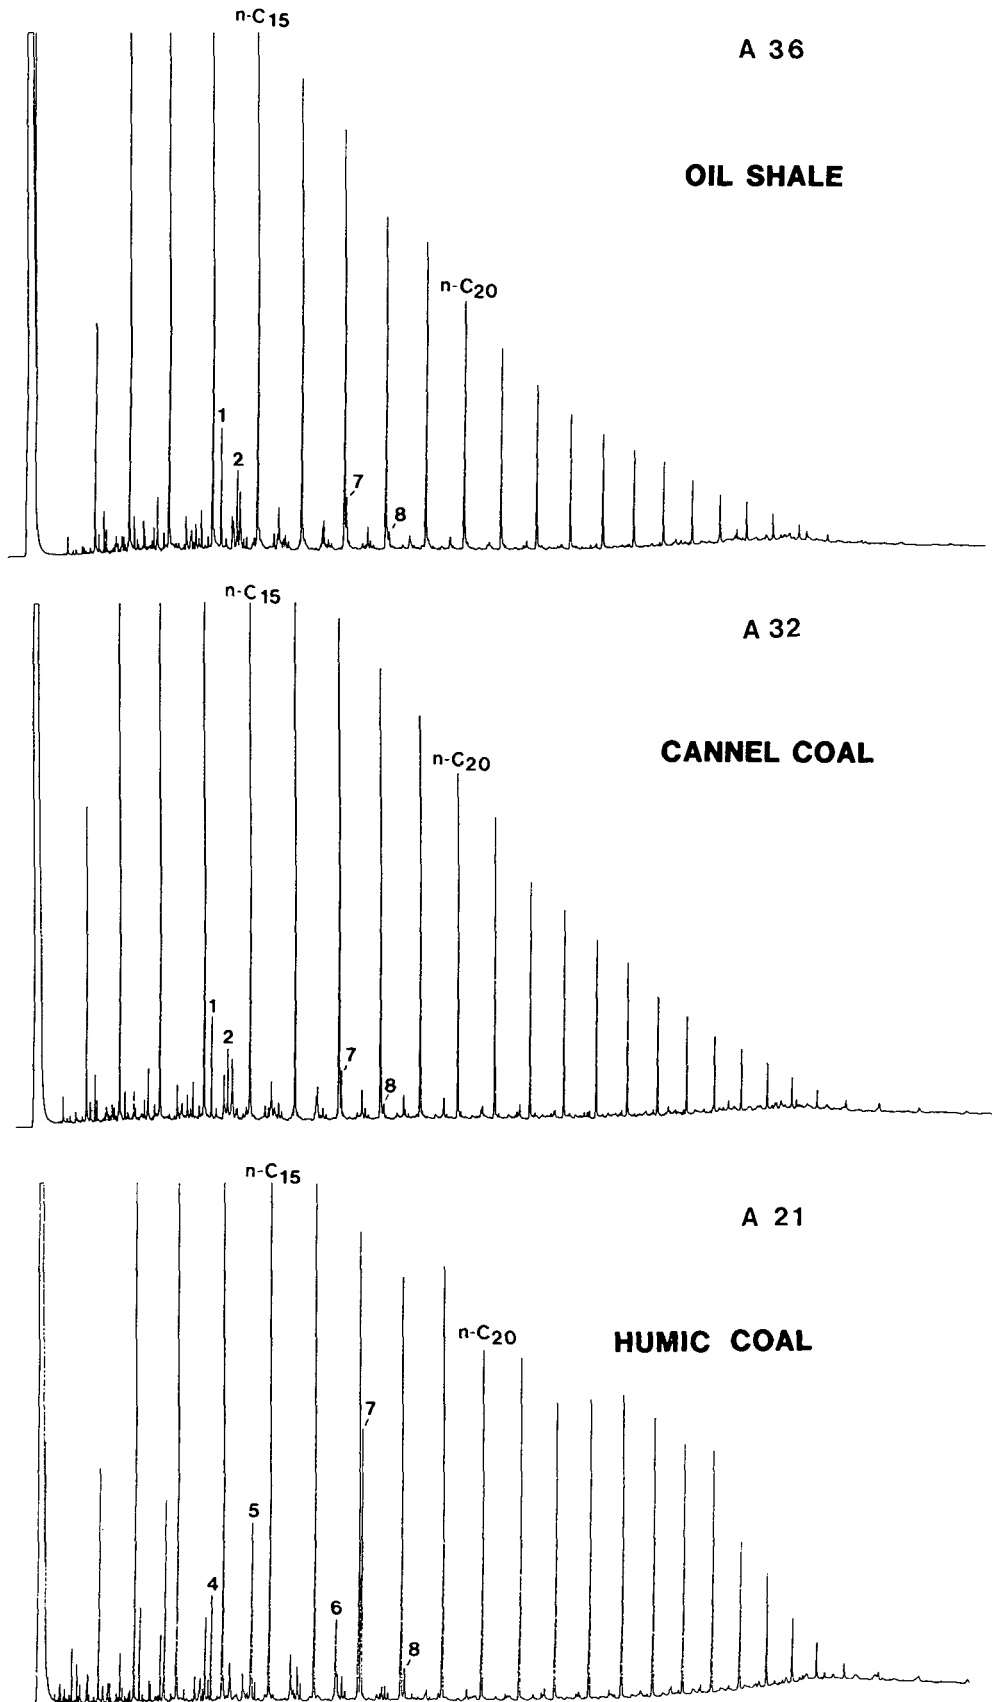 n-C15
A 36
OIL SHALE
n-C20
1
2
7
8
n-C15
A 32
CANNEL COAL
n-C20
1
2
7
8
n-C15
A 21
n-C20
HUMIC COAL
7
5
4
6
8